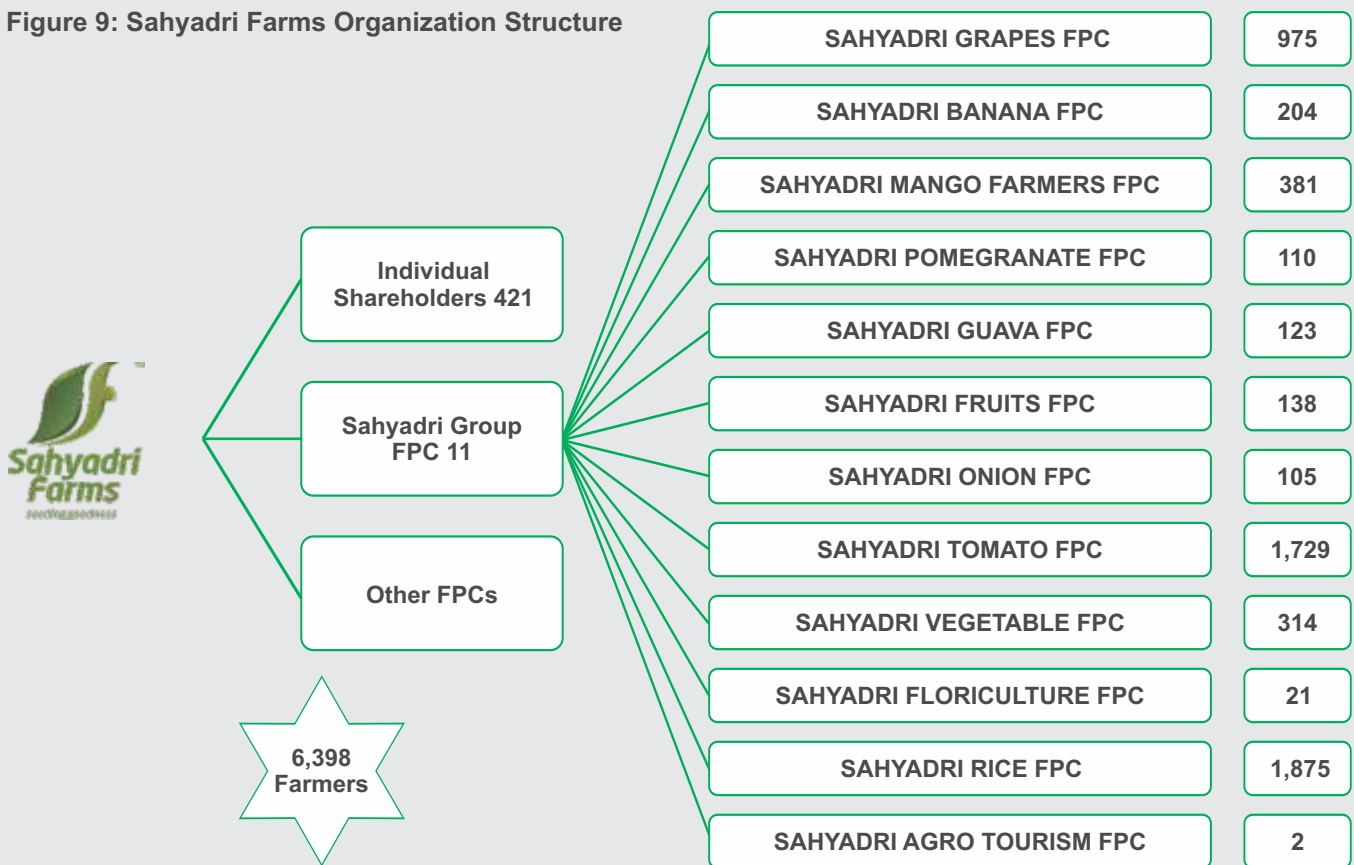 Figure 9: Sahyadri Farms Organization Structure
Sahyadri
Farms
Individual
Shareholders 421
Sahyadri Group
FPC 11
Other FPCs
6,398
Farmers
SAHYADRI GRAPES FPC 975
SAHYADRI BANANA FPC 204
SAHYADRI MANGO FARMERS FPC 381
SAHYADRI POMEGRANATE FPC 110
SAHYADRI GUAVA FPC 123
SAHYADRI FRUITS FPC 138
SAHYADRI ONION FPC 105
SAHYADRI TOMATO FPC 1,729
SAHYADRI VEGETABLE FPC 314
SAHYADRI FLORICULTURE FPC 21
SAHYADRI RICE FPC 1,875
SAHYADRI AGRO TOURISM FPC 2